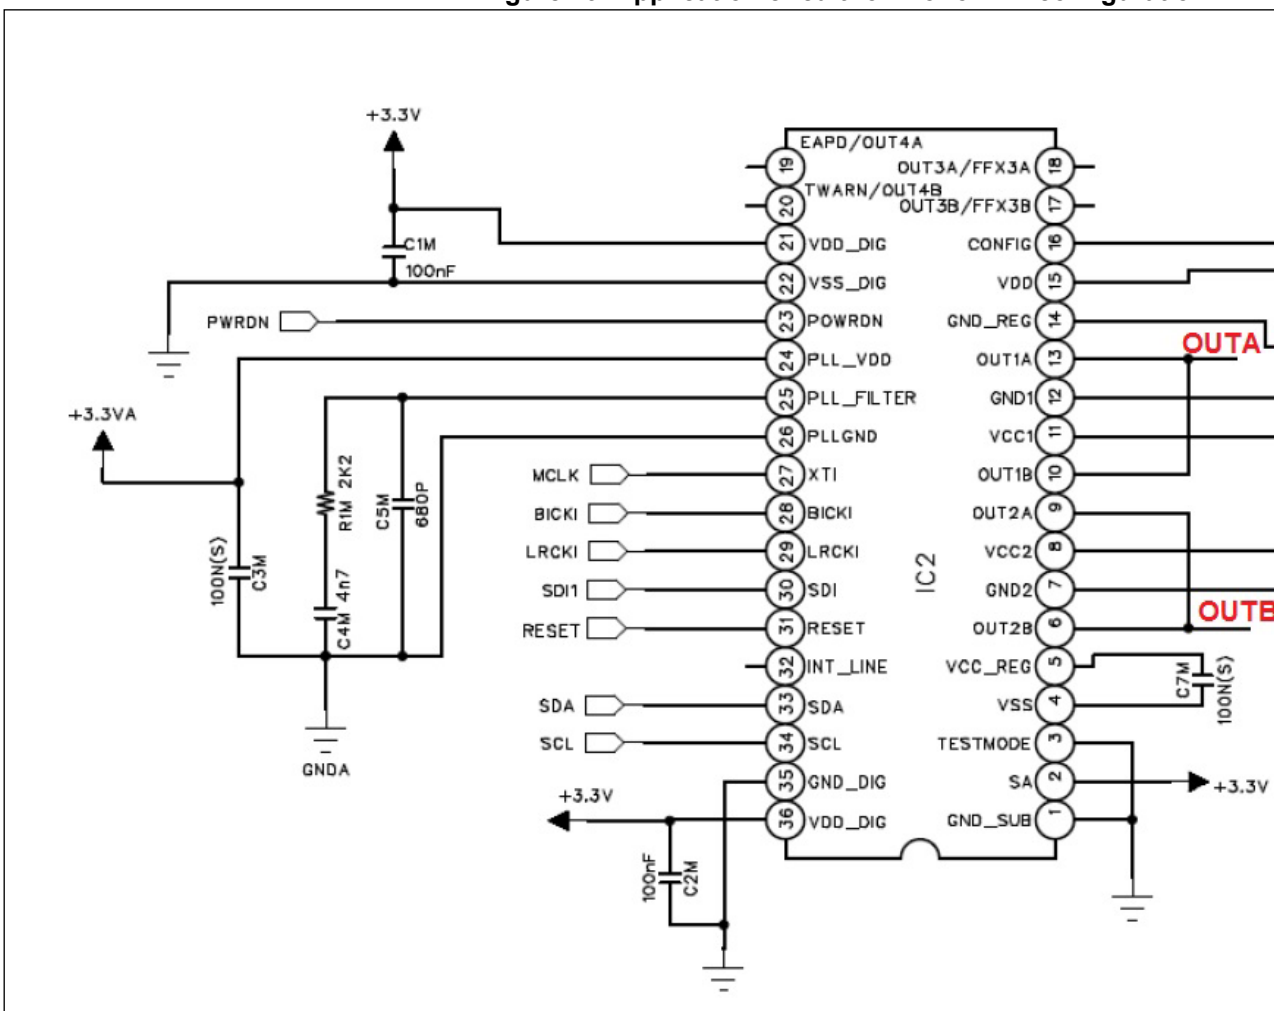 +3.3V
EAPD/OUT4A
19
OUT3A/FFX3A
18
TWARN/OUT4B
20
OUT3B/FFX3B
17
C1M
100nF
21
VDD_DIG
CONFIG
16
22
VSS_DIG
VDD
15
PWRDN
23
POWRDN
GND_REG
14
OUTA
24
PLL_VDD
OUT1A
13
25
PLL_FILTER
GND1
12
+3.3VA
26
PLLGND
VCC1
11
MCLK
27
XTI
OUT1B
10
R1M 2K2
C5M
680P
BICKI
28
BICKI
OUT2A
9
LRCKI
29
LRCKI
VCC2
8
100N(S)
C3M
IC2
SDI1
30
SDI
GND2
7
C4M 4n7
OUTB
RESET
31
RESET
OUT2B
6
32
INT_LINE
VCC_REG
5
C7M
100N(S)
SDA
33
SDA
VSS
4
SCL
34
SCL
TESTMODE
3
GNDA
35
GND_DIG
SA
2
+3.3V
+3.3V
36
VDD_DIG
GND_SUB
1
100nF
C2M